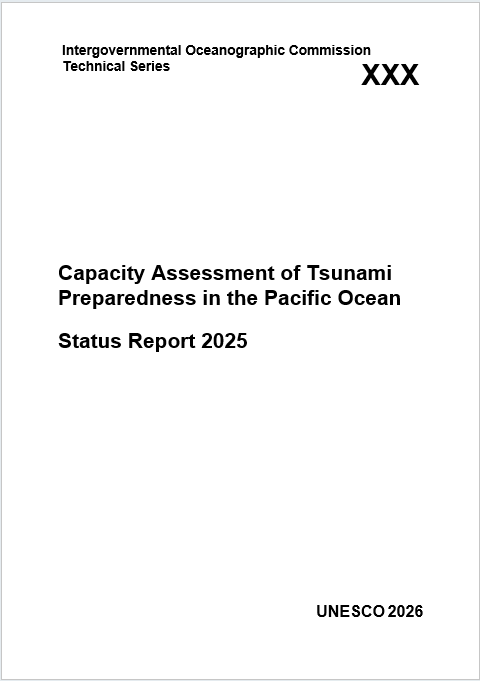 Intergovernmental Oceanographic Commission
Technical Series
XXX
Capacity Assessment of Tsunami
Preparedness in the Pacific Ocean
Status Report 2025
UNESCO 2026